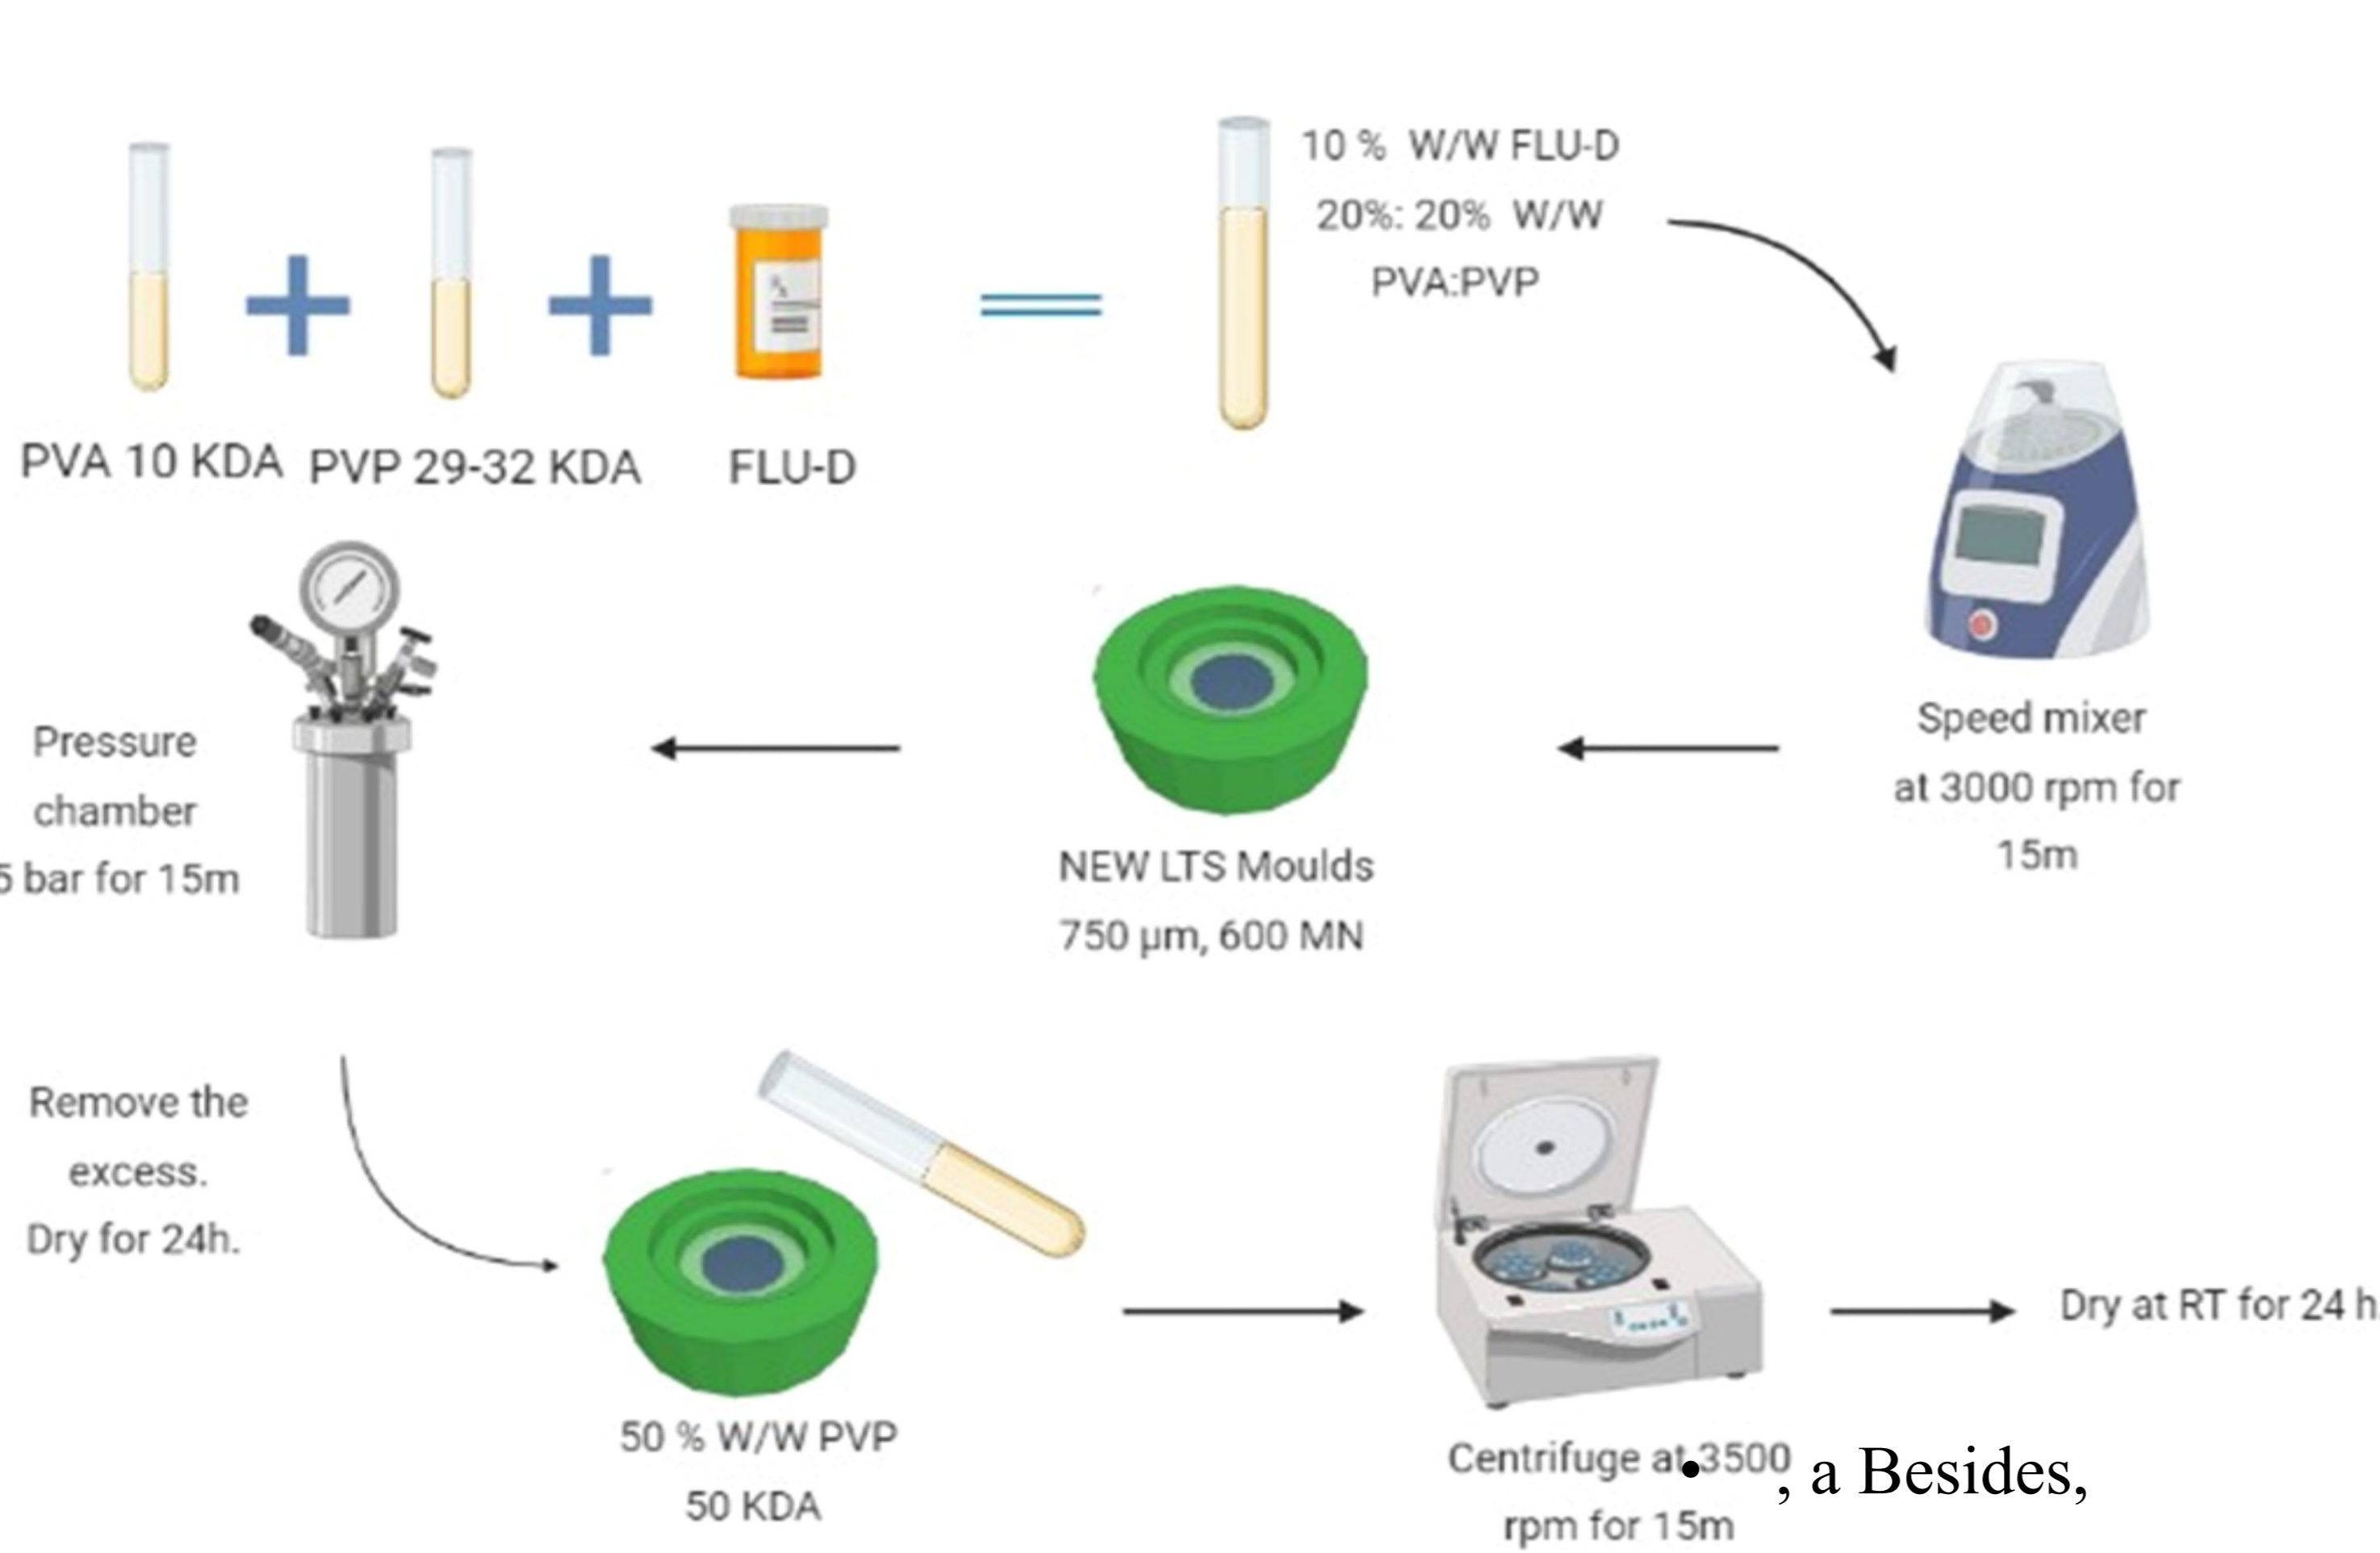 10 % W/W FLU-D
20%: 20% W/W
PVA:PVP
PVA 10 KDA
PVP 29-32 KDA
FLU-D
Speed mixer
at 3000 rpm for
15m
NEW LTS Moulds
750 µm, 600 MN
Pressure
chamber
5 bar for 15m
Remove the
excess.
Dry for 24h.
50 % W/W PVP
50 KDA
Centrifuge at 3500
rpm for 15m
• , a Besides,
Dry at RT for 24 h